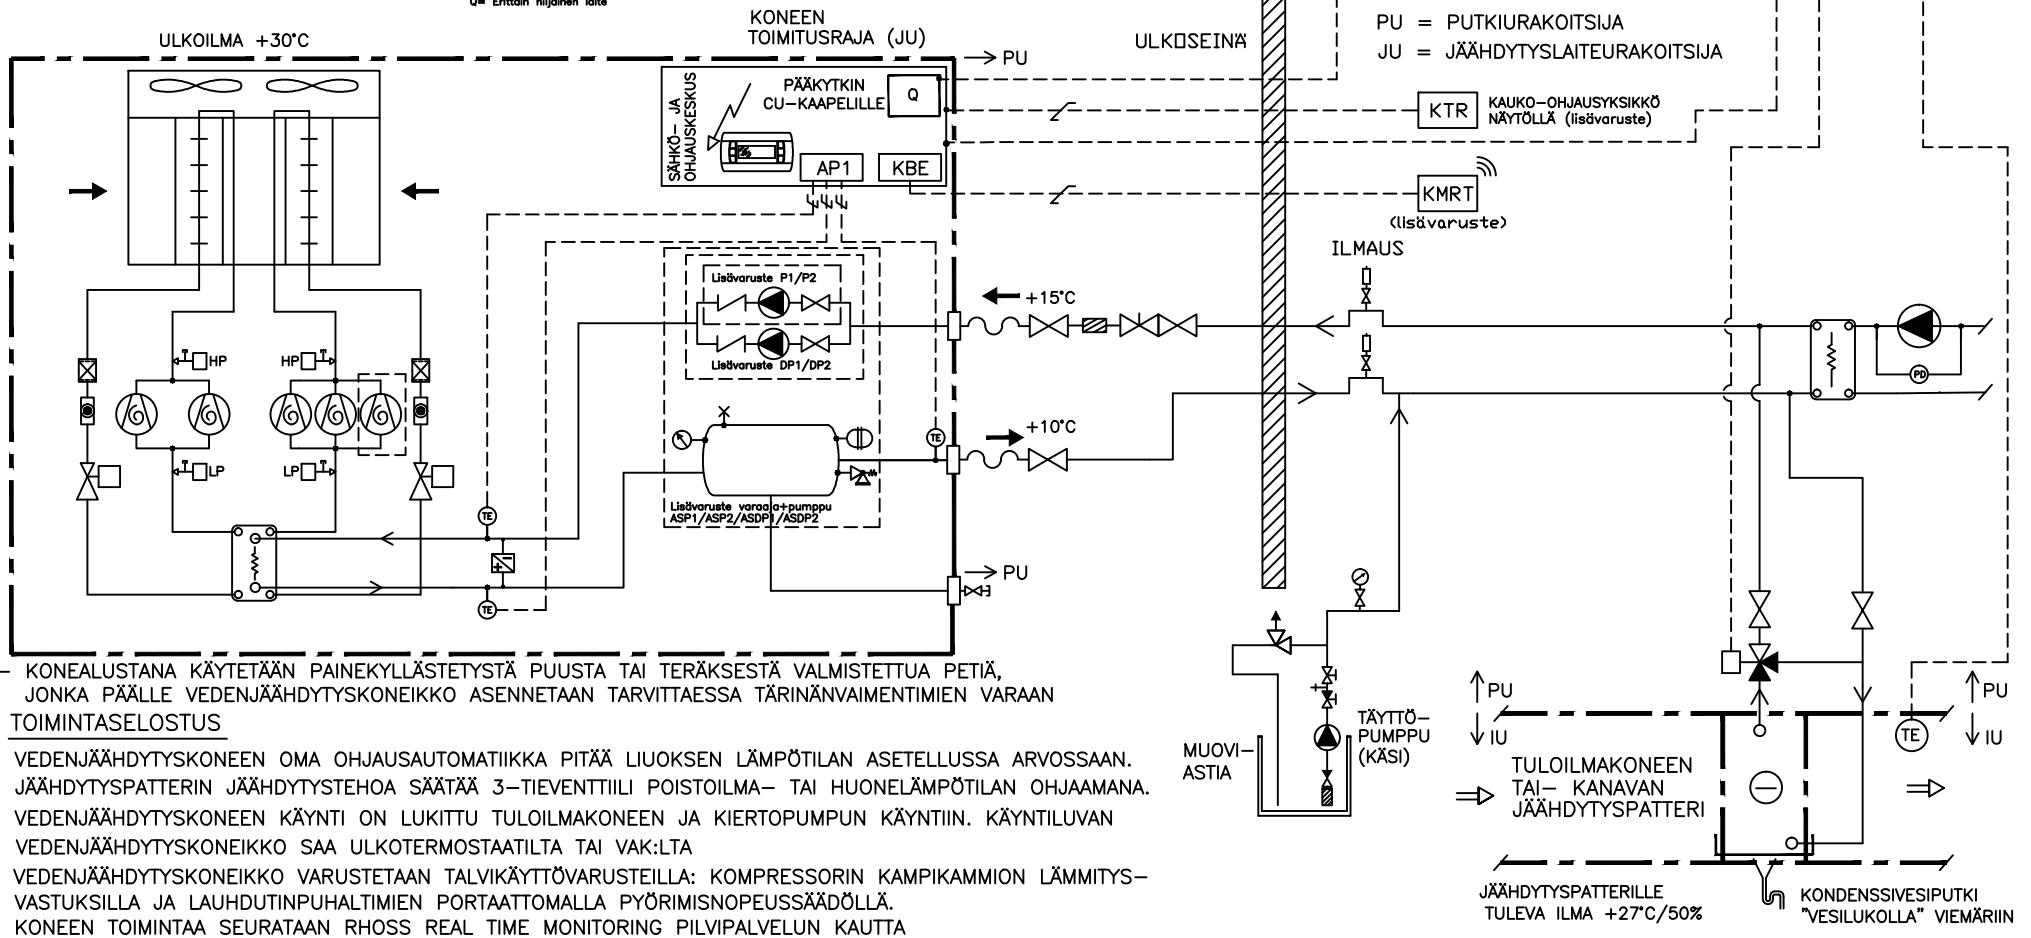 Q= Erittäin hiljainen laite
ULKOILMA +30°C
KONEEN
TOIMITUSRAJA (JU)
PU
ULKOSEINÄ
PU = PUTKIURAKOITSIJA
JU = JÄÄHDYTYSLAITEURAKOITSIJA
SÄHKÖ- JA
OHJAUSKESKUS
PÄÄKYTKIN
CU-KAAPELILLE
Q
AP1
KBE
KTR
KAUKO-OHJAUSYKSIKKÖ
NÄYTÖLLÄ (lisävaruste)
KMRT
(lisävaruste)
ILMAUS
Lisävaruste P1/P2
Lisävaruste DP1/DP2
+15°C
HP
HP
PD
TE
+10°C
LP
LP
Lisävaruste varaaja+pumppu
ASP1/ASP2/ASDP1/ASDP2
TE
PU
TE
- KONEALUSTANA KÄYTETÄÄN PAINEKYLLÄSTETYSTÄ PUUSTA TAI TERÄKSESTÄ VALMISTETTUA PETIÄ,
JONKA PÄÄLLE VEDENJÄÄHDYTYSKONEIKKO ASENNETAAN TARVITTAESSA TÄRINÄNVAIMENTIMIEN VARAAN
TOIMINTASELOSTUS
VEDENJÄÄHDYTYSKONEEN OMA OHJAUSAUTOMATIIKKA PITÄÄ LIUOKSEN LÄMPÖTILAN ASETELLUSSA ARVOSSAAN.
JÄÄHDYTYSPATTERIN JÄÄHDYTYSTEHOA SÄÄTÄÄ 3-TIEVENTTIILI POISTOILMA- TAI HUONELÄMPÖTILAN OHJAAMANA.
VEDENJÄÄHDYTYSKONEEN KÄYNTI ON LUKITTU TULOILMAKONEEN JA KIERTOPUMPUN KÄYNTIIN. KÄYNTILUVAN
VEDENJÄÄHDYTYSKONEIKKO SAA ULKOTERMOSTAATILTA TAI VAK:LTA
VEDENJÄÄHDYTYSKONEIKKO VARUSTETAAN TALVIKÄYTTÖVARUSTEILLA: KOMPRESSORIN KAMPIKAMMION LÄMMITYS-
VASTUKSILLA JA LAUHDUTINPUHALTIMIEN PORTAATTOMALLA PYÖRIMISNOPEUSSÄÄDÖLLÄ.
KONEEN TOIMINTAA SEURATAAN RHOSS REAL TIME MONITORING PILVIPALVELUN KAUTTA
MUOVI-
ASTIA
TÄYTTÖ-
PUMPPU
(KÄSI)
PU
IU
TE
PU
IU
TULOILMAKONEEN
TAI- KANAVAN
JÄÄHDYTYSPATTERI
JÄÄHDYTYSPATTERILLE
TULEVA ILMA +27°C/50%
KONDENSSIVESIPUTKI
"VESILUKOLLA" VIEMÄRIIN